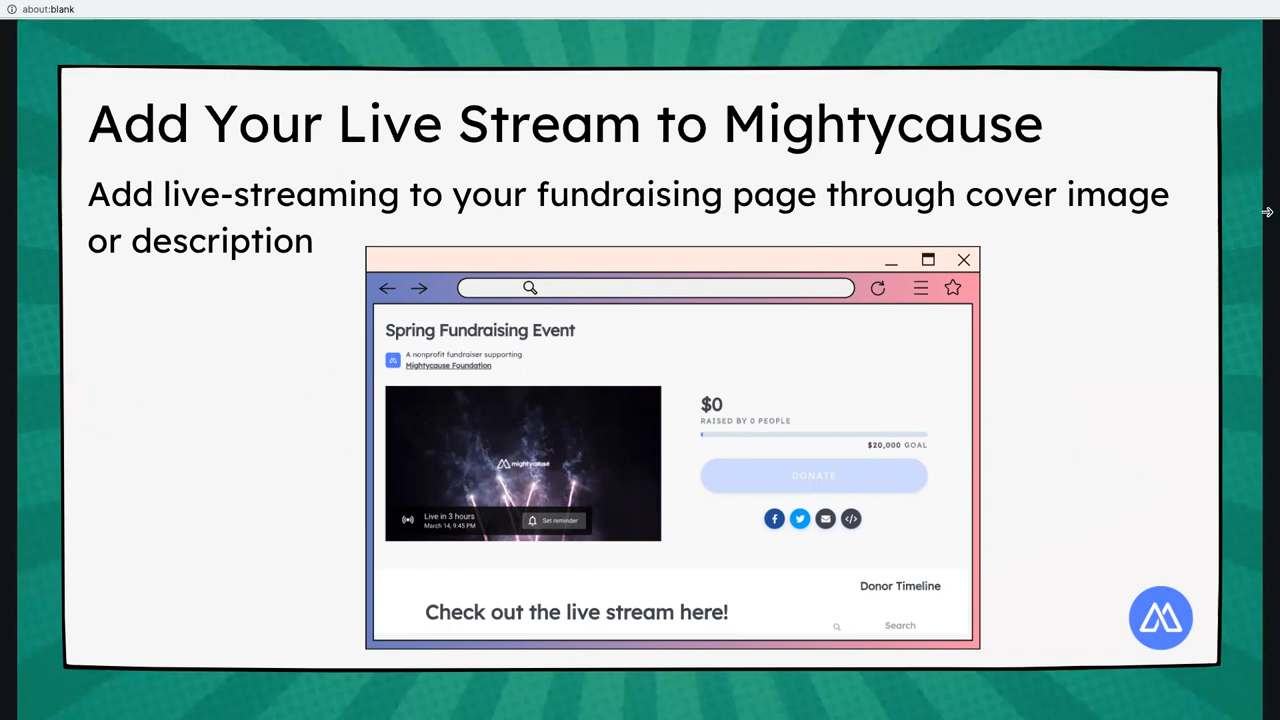 about:blank
Add Your Live Stream to Mightycause
Add live-streaming to your fundraising page through cover image
or description
Spring Fundraising Event
A nonprofit fundraiser supporting
Mightycause Foundation
mightycause
Live in 3 hours
March 14, 9:45 PM
Set reminder
$0
RAISED BY 0 PEOPLE
$20,000 GOAL
DONATE
Donor Timeline
Check out the live stream here!
Search